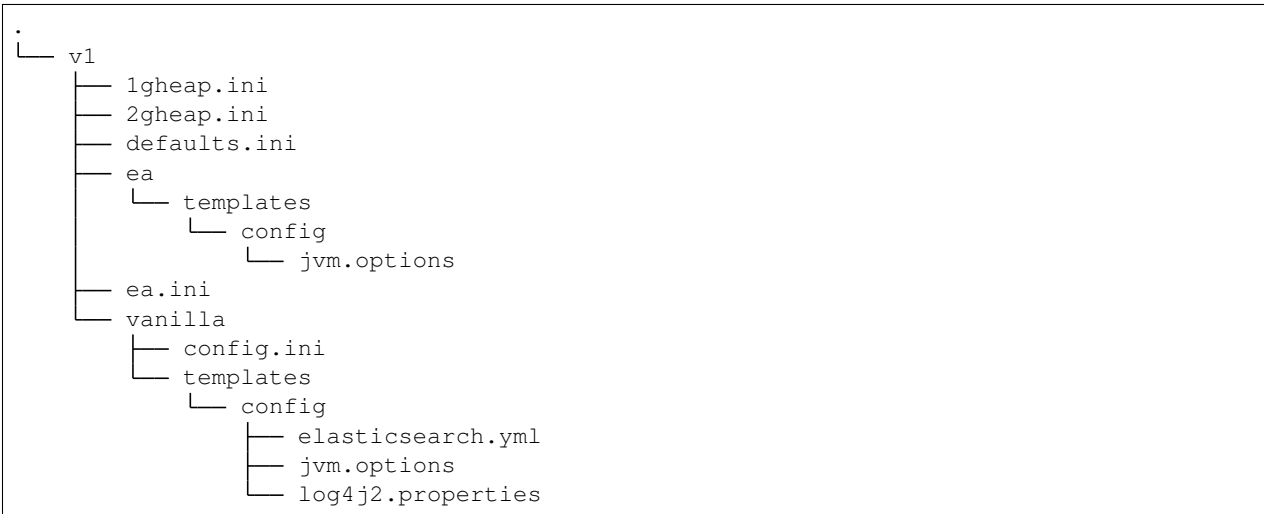 .
└── v1
    ├── 1gheap.ini
    ├── 2gheap.ini
    ├── defaults.ini
    ├── ea
    │   └── templates
    │       └── config
    │           └── jvm.options
    ├── ea.ini
    └── vanilla
        ├── config.ini
        └── templates
            └── config
                ├── elasticsearch.yml
                ├── jvm.options
                └── log4j2.properties